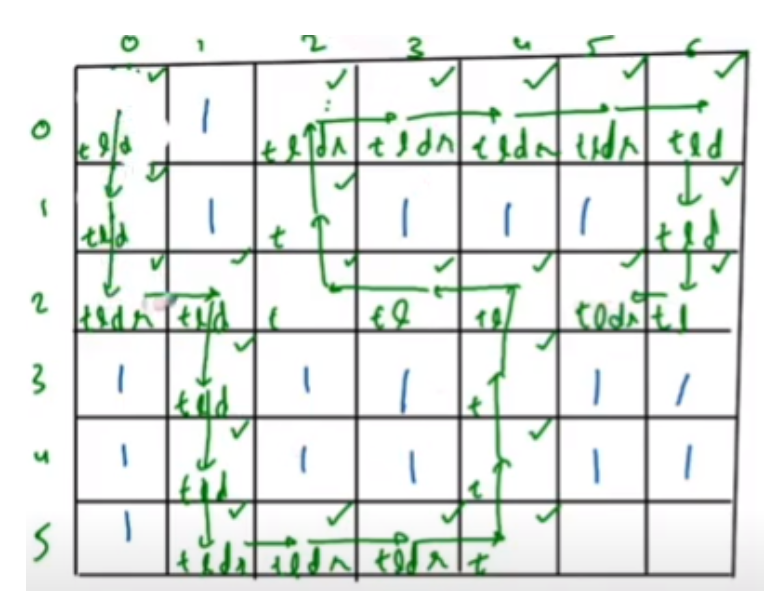 0 1 2 3 4 5 6
0 tld 1 tldr tldr tldr tldr tld
1 tld 1 t 1 1 1 tld
2 tldr tld t tl tl tldr tl
3 1 tld 1 1 t 1 1
4 1 tld 1 1 t 1 1
5 1 tldr tldr tldr t